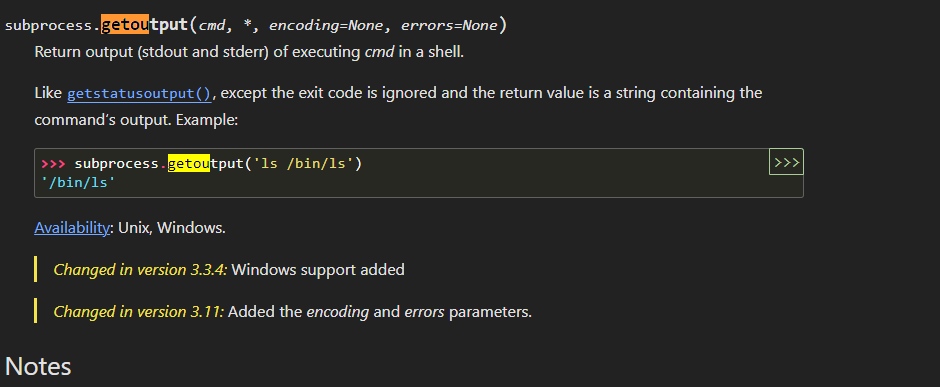 subprocess.getoutput(cmd, *, encoding=None, errors=None)
Return output (stdout and stderr) of executing cmd in a shell.
Like getstatusoutput(), except the exit code is ignored and the return value is a string containing the
command’s output. Example:
>>> subprocess.getoutput('ls /bin/ls')
>>>
'/bin/ls'
Availability: Unix, Windows.
Changed in version 3.3.4: Windows support added
Changed in version 3.11: Added the encoding and errors parameters.
Notes